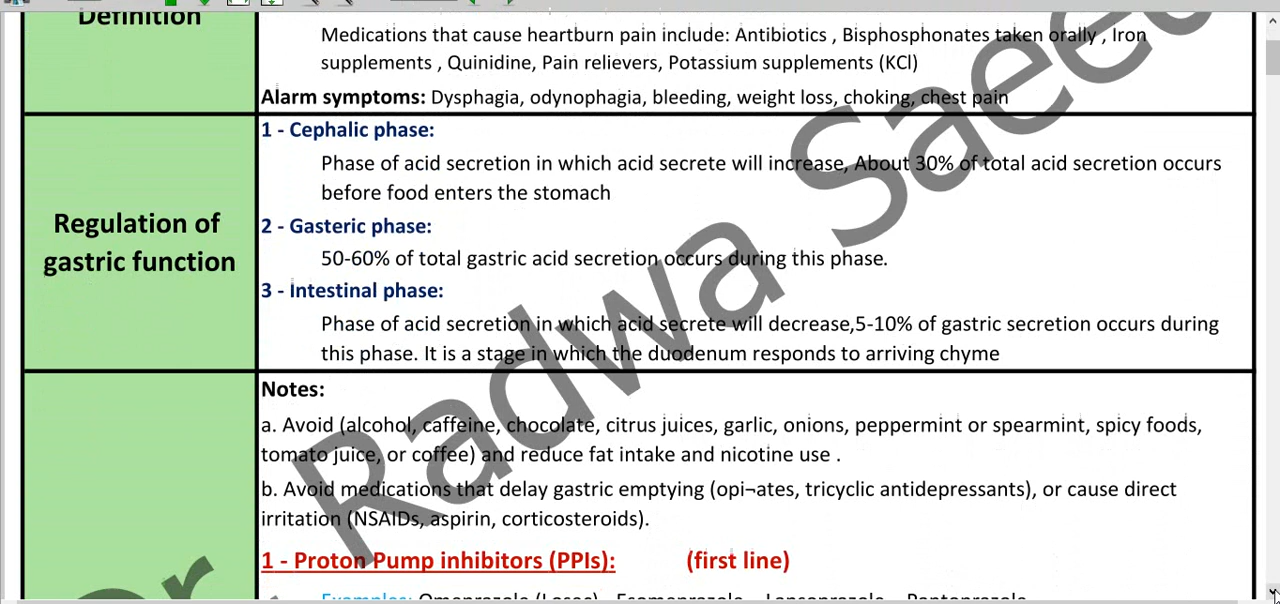 Definition
Medications that cause heartburn pain include: Antibiotics , Bisphosphonates taken orally , Iron
supplements , Quinidine, Pain relievers, Potassium supplements (KCl)
Alarm symptoms: Dysphagia, odynophagia, bleeding, weight loss, choking, chest pain
Regulation of
gastric function
1 - Cephalic phase:
Phase of acid secretion in which acid secrete will increase, About 30% of total acid secretion occurs
before food enters the stomach
2 - Gasteric phase:
50-60% of total gastric acid secretion occurs during this phase.
3 - Intestinal phase:
Phase of acid secretion in which acid secrete will decrease,5-10% of gastric secretion occurs during
this phase. It is a stage in which the duodenum responds to arriving chyme
Notes:
a. Avoid (alcohol, caffeine, chocolate, citrus juices, garlic, onions, peppermint or spearmint, spicy foods,
tomato juice, or coffee) and reduce fat intake and nicotine use .
b. Avoid medications that delay gastric emptying (opi¬ates, tricyclic antidepressants), or cause direct
irritation (NSAIDs, aspirin, corticosteroids).
1 - Proton Pump inhibitors (PPIs): (first line)
Examples: Omeprazole (Losec) Esomeprazole Lansoprazole Pantoprazole
Dr Radwa Saeed